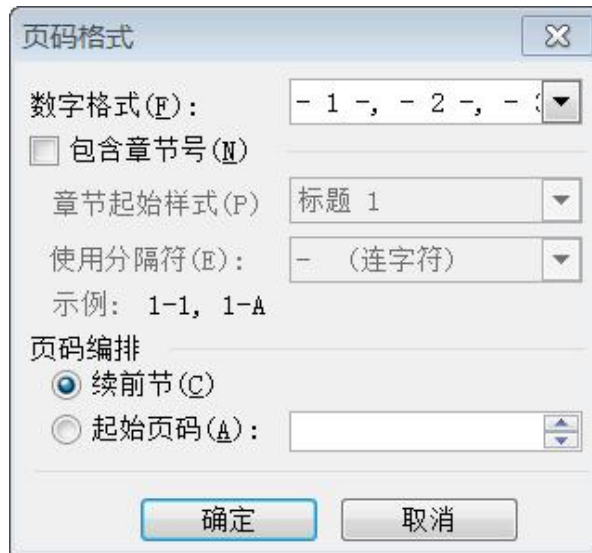 页码格式
数字格式(F): - 1 -, - 2 -, -
包含章节号(N)
章节起始样式(P) 标题 1
使用分隔符(E): - (连字符)
示例: 1-1, 1-A
页码编排
续前节(C)
起始页码(A):
确定 取消